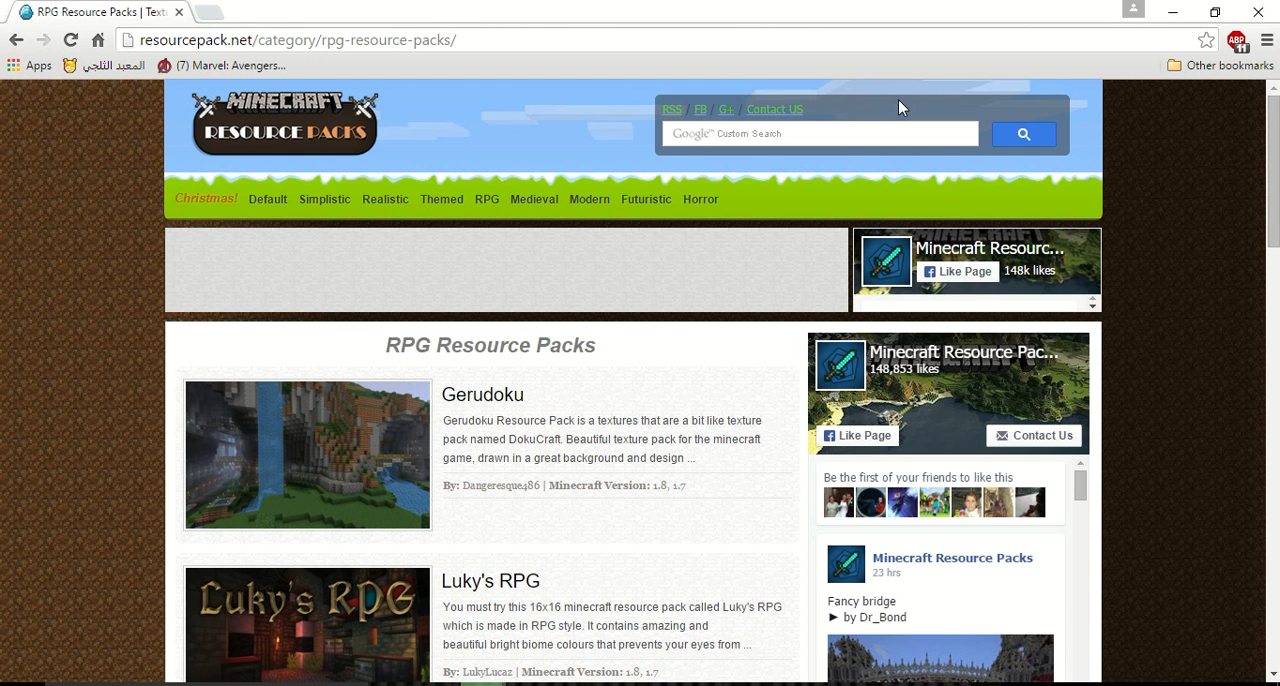 RPG Resource Packs | Textu
resourcepack.net/category/rpg-resource-packs/
Apps المعبد الثلجي (7) Marvel: Avengers... Other bookmarks
ABP
11
MINECRAFT
RESOURCE PACKS
RSS / FB / G+ / Contact US
Google™ Custom Search
Christmas! Default Simplistic Realistic Themed RPG Medieval Modern Futuristic Horror
Minecraft Resourc...
Like Page 148k likes
RPG Resource Packs
Gerudoku
Gerudoku Resource Pack is a textures that are a bit like texture
pack named DokuCraft. Beautiful texture pack for the minecraft
game, drawn in a great background and design ...
By: Dangeresque486 | Minecraft Version: 1.8, 1.7
Luky's RPG
Luky's RPG
You must try this 16x16 minecraft resource pack called Luky's RPG
which is made in RPG style. It contains amazing and
beautiful bright biome colours that prevents your eyes from ...
By: LukyLucaz | Minecraft Version: 1.8, 1.7
Minecraft Resource Pac...
148,853 likes
Like Page Contact Us
Be the first of your friends to like this
Minecraft Resource Packs
23 hrs
Fancy bridge
► by Dr_Bond